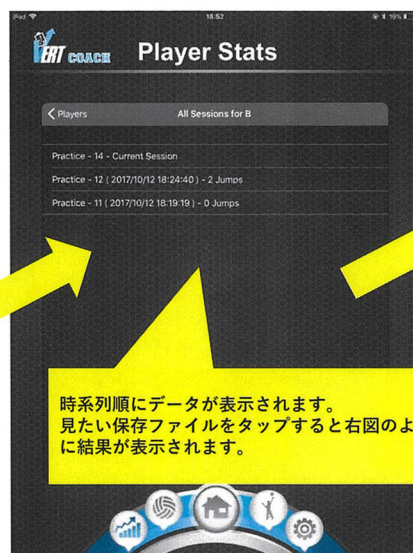 iPad
18:52
19%
VERT COACH
Player Stats
Players
All Sessions for B
Practice - 14 - Current Session
Practice - 12 ( 2017/10/12 18:24:40 ) - 2 Jumps
Practice - 11 ( 2017/10/12 18:19:19 ) - 0 Jumps
時系列順にデータが表示されます。
見たい保存ファイルをタップすると右図のよ
に結果が表示されます。